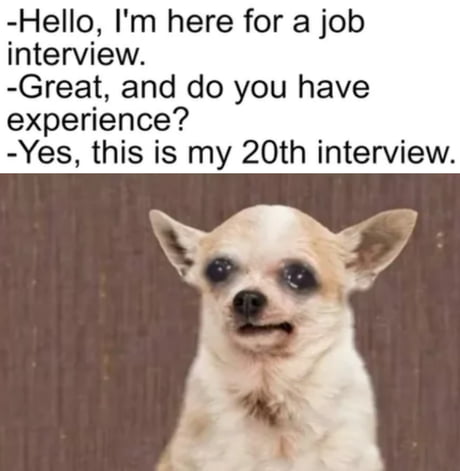 -Hello, I'm here for a job
interview.
-Great, and do you have
experience?
-Yes, this is my 20th interview.